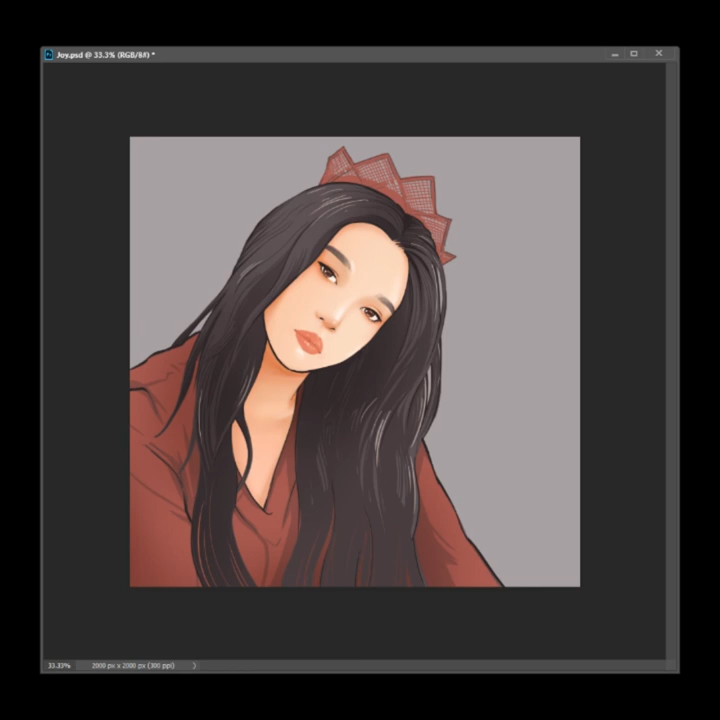 Joy.psd @ 33.3% (RGB/8#) *
33.33% 2000 px x 2000 px (300 ppi)